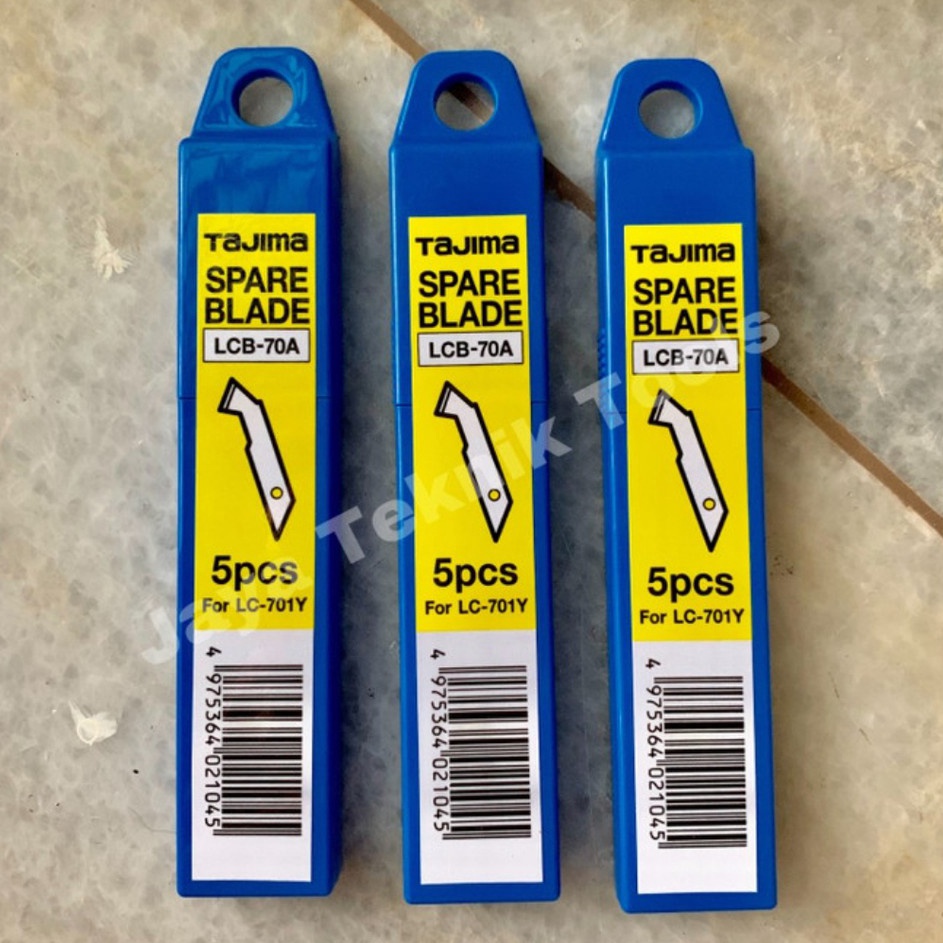 TAJIMA
SPARE
BLADE
LCB-70A
5pcs
For LC-701Y
4 975364 021045
TAJIMA
SPARE
BLADE
LCB-70A
5pcs
For LC-701Y
4 975364 021045
TAJIMA
SPARE
BLADE
LCB-70A
5pcs
For LC-701Y
4 975364 021045
Jaya Teknik Tools